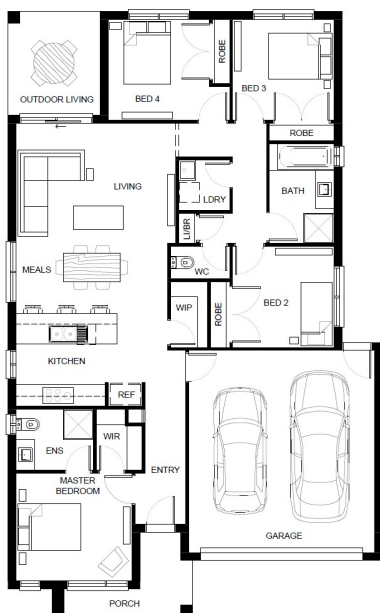 ROBE
OUTDOOR LIVING
BED 4
BED 3
ROBE
LIVING
LDRY
BATH
LI/BR
MEALS
WC
WIP
ROBE
BED 2
KITCHEN
REF
WIR
ENS
ENTRY
MASTER
BEDROOM
GARAGE
PORCH